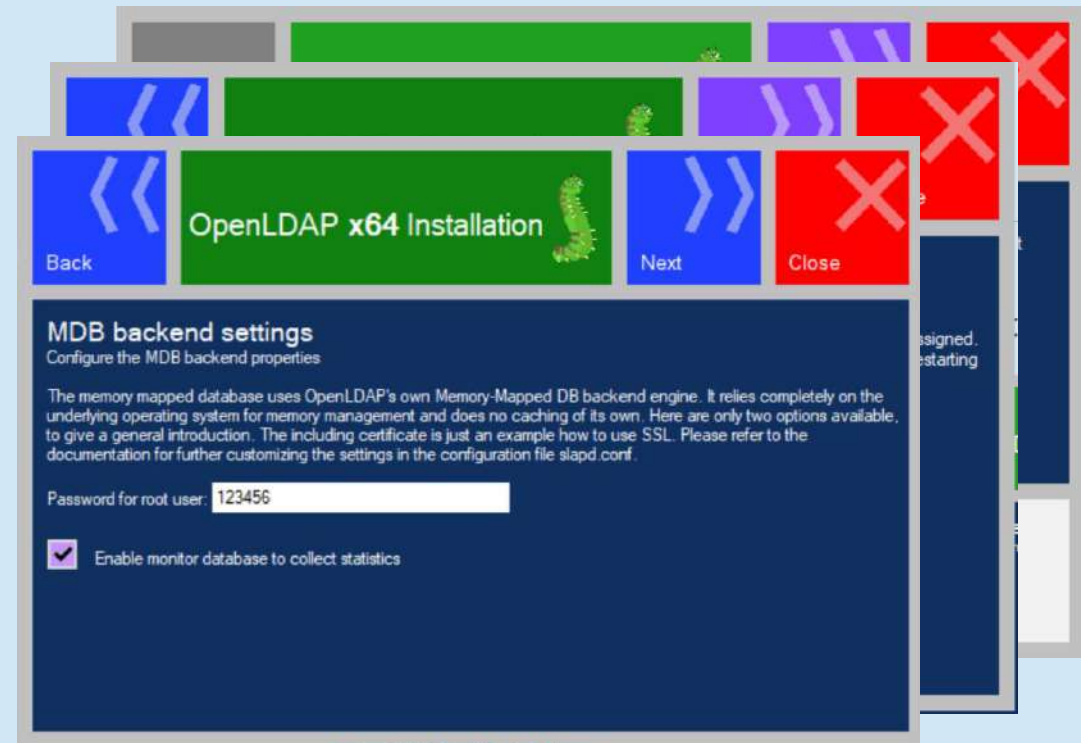 OpenLDAP x64 Installation
Back
Next
Close
MDB backend settings
Configure the MDB backend properties
The memory mapped database uses OpenLDAP's own Memory-Mapped DB backend engine. It relies completely on the
underlying operating system for memory management and does no caching of its own. Here are only two options available,
to give a general introduction. The including certificate is just an example how to use SSL. Please refer to the
documentation for further customizing the settings in the configuration file slapd.conf.
Password for root user: 123456
Enable monitor database to collect statistics